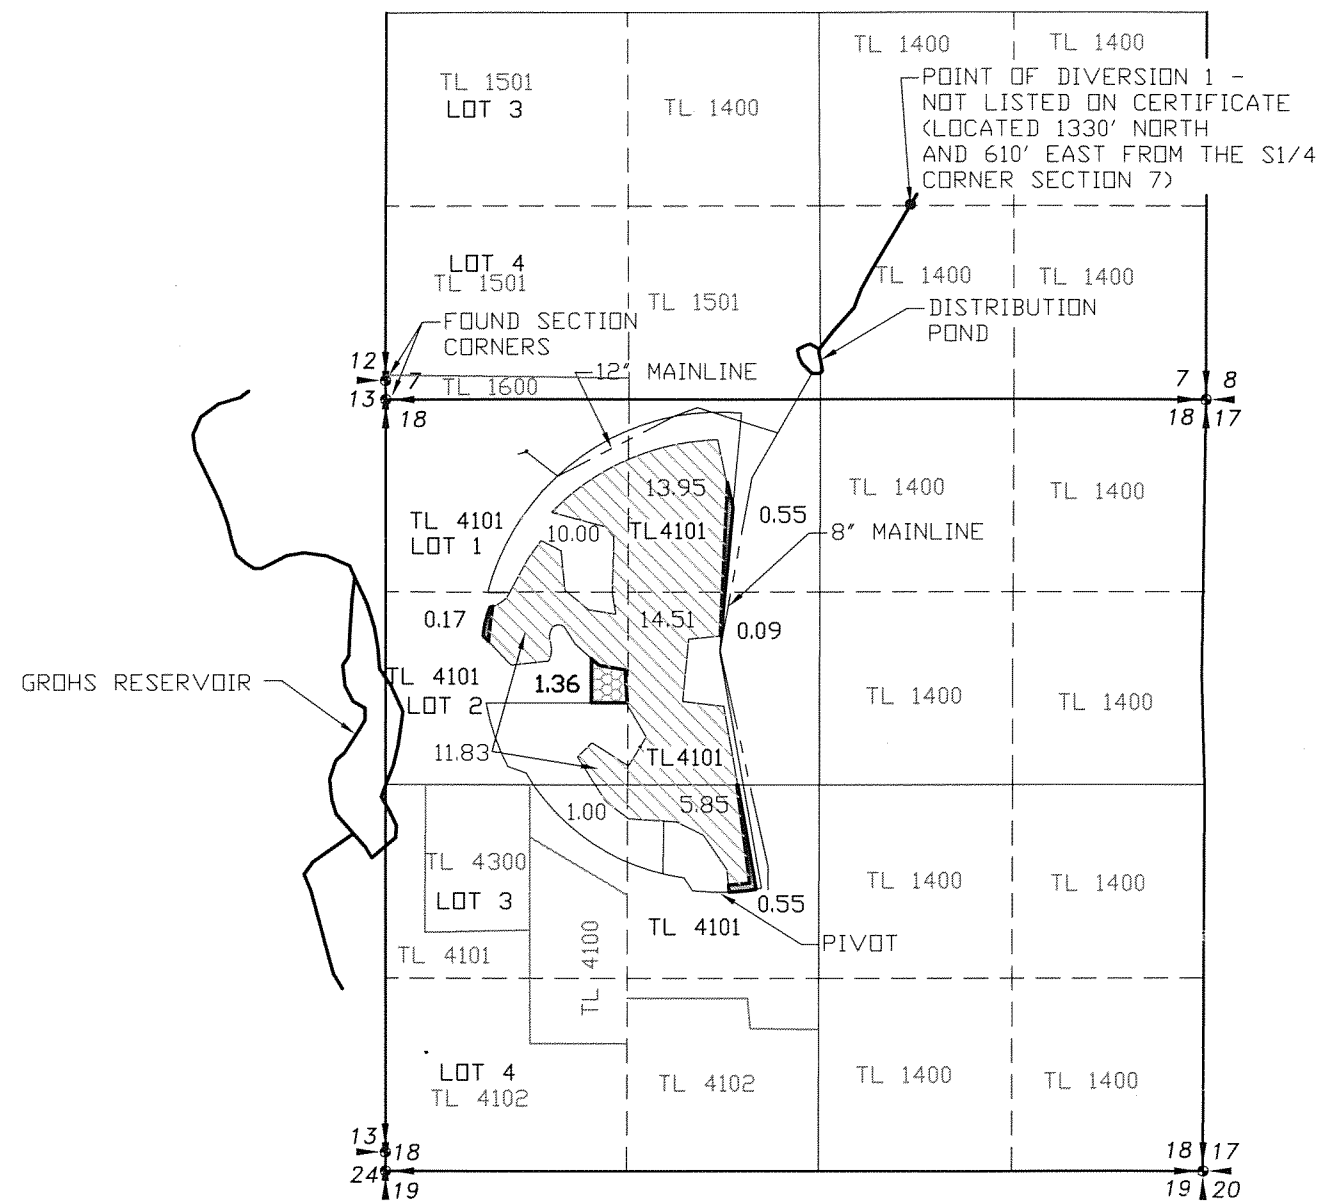 TL 1400
TL 1400
TL 1501
LOT 3
TL 1400
POINT OF DIVERSION 1 -
NOT LISTED ON CERTIFICATE
(LOCATED 1330' NORTH
AND 610' EAST FROM THE S1/4
CORNER SECTION 7)
LOT 4
TL 1501
TL 1501
TL 1400
TL 1400
DISTRIBUTION
POND
FOUND SECTION
CORNERS
12
7
13
18
TL 1600
12" MAINLINE
7
8
18
17
13.95
TL 4101
LOT 1
10.00
TL4101
0.55
TL 1400
TL 1400
8" MAINLINE
0.17
14.51
0.09
GROHS RESERVOIR
TL 4101
LOT 2
1.36
TL 1400
TL 1400
11.83
TL4101
1.00
5.85
TL 4300
LOT 3
TL 4101
TL 4100
TL 4101
0.55
PIVOT
TL 1400
TL 1400
LOT 4
TL 4102
TL 4102
TL 1400
TL 1400
13
18
24
19
18
17
19
20